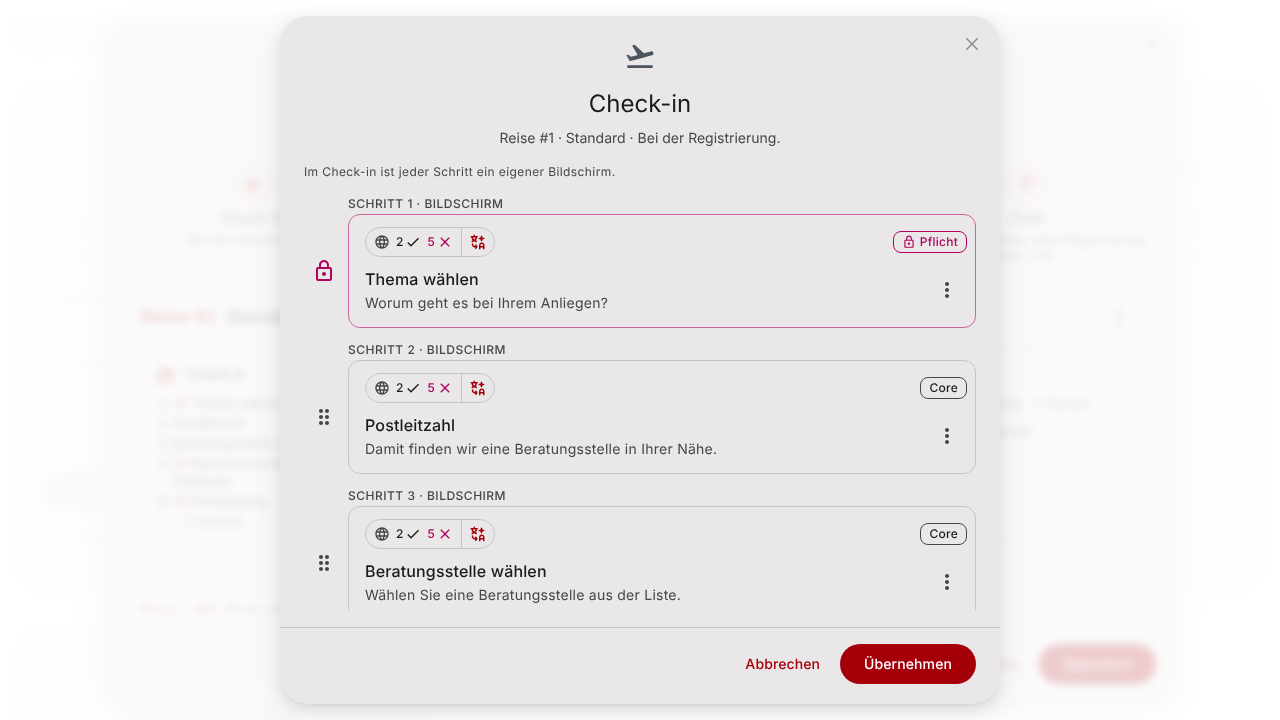 Check-in
Reise #1 · Standard · Bei der Registrierung.
Im Check-in ist jeder Schritt ein eigener Bildschirm.
SCHRITT 1 · BILDSCHIRM
2 5 Pflicht
Thema wählen
Worum geht es bei Ihrem Anliegen?
SCHRITT 2 · BILDSCHIRM
2 5 Core
Postleitzahl
Damit finden wir eine Beratungsstelle in Ihrer Nähe.
SCHRITT 3 · BILDSCHIRM
2 5 Core
Beratungsstelle wählen
Wählen Sie eine Beratungsstelle aus der Liste.
Abbrechen Übernehmen